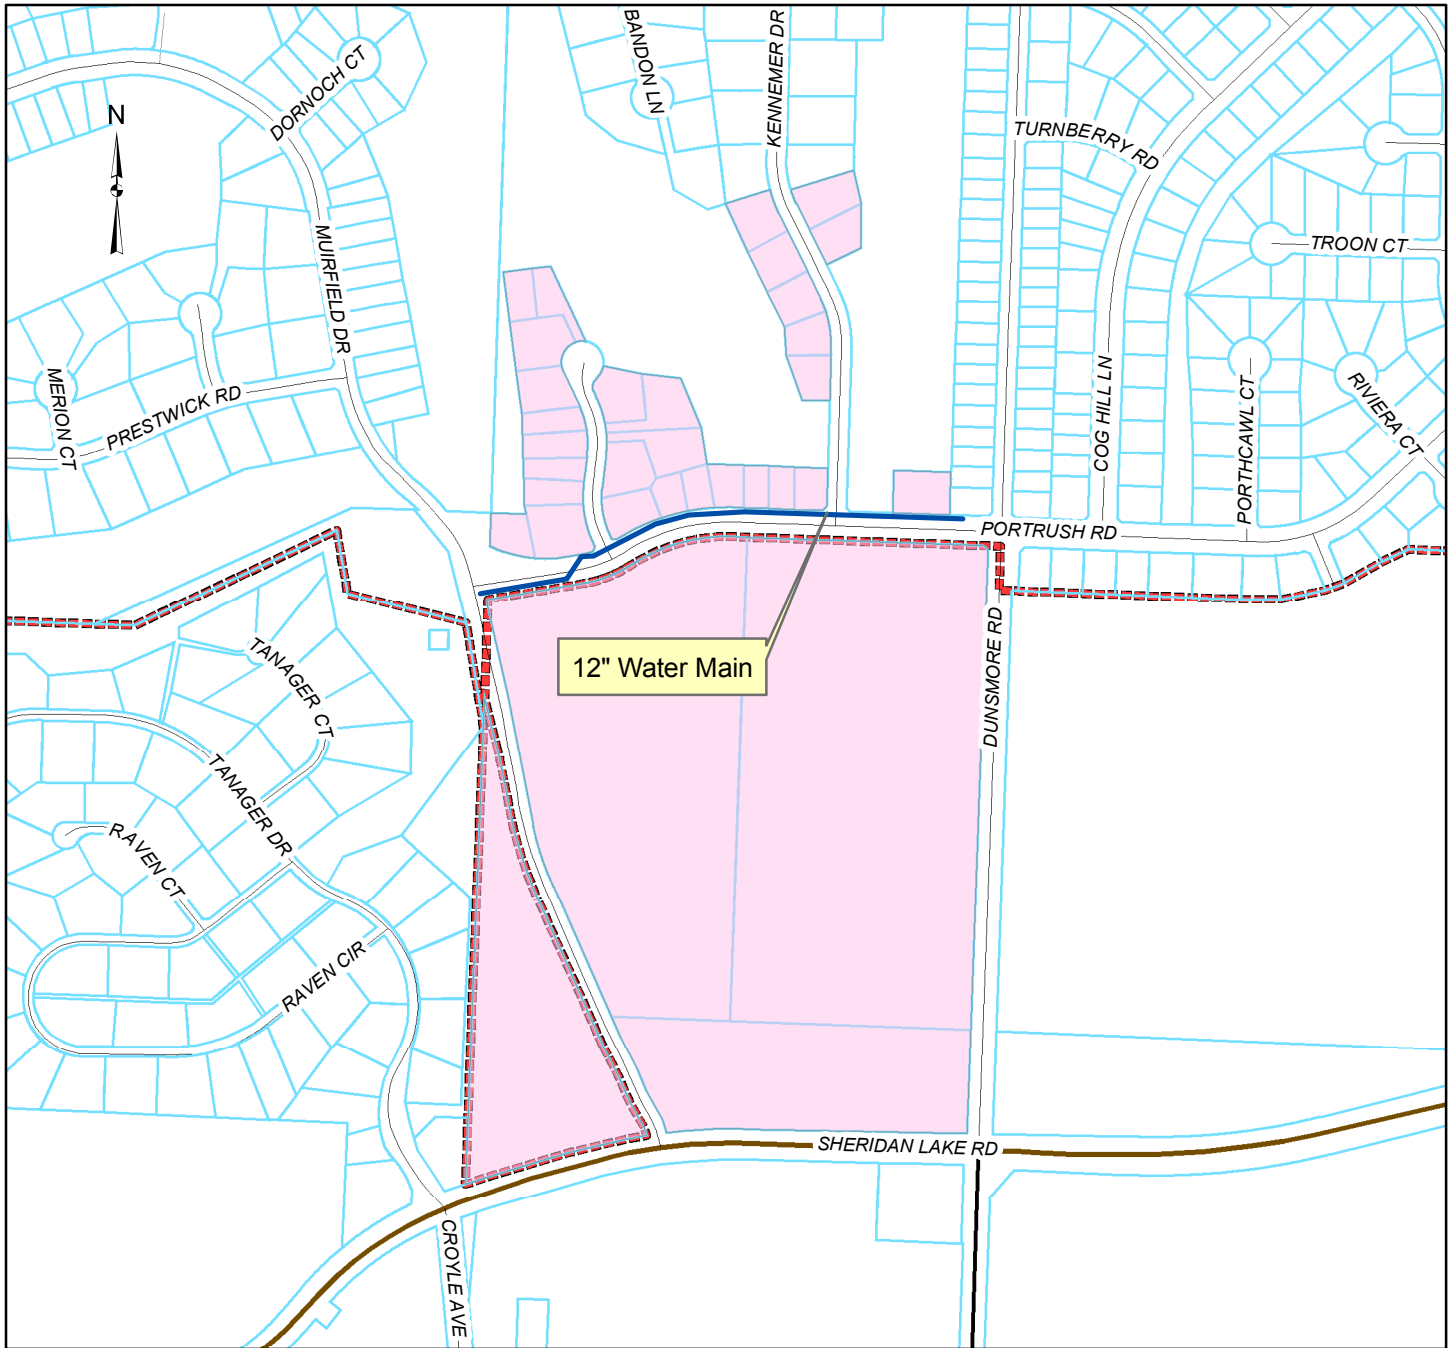 BANDON LN
KENNEMER DR
DORNOCH CT
N
TURNBERRY RD
TROON CT
MUIRFIELD DR
MERION CT
PRESTWICK RD
COG HILL LN
PORTHCAWL CT
RIVIERA CT
PORTRUSH RD
12" Water Main
DUNSMORE RD
TANAGER CT
TANAGER DR
RAVEN CT
RAVEN CIR
SHERIDAN LAKE RD
CROYLE AVE